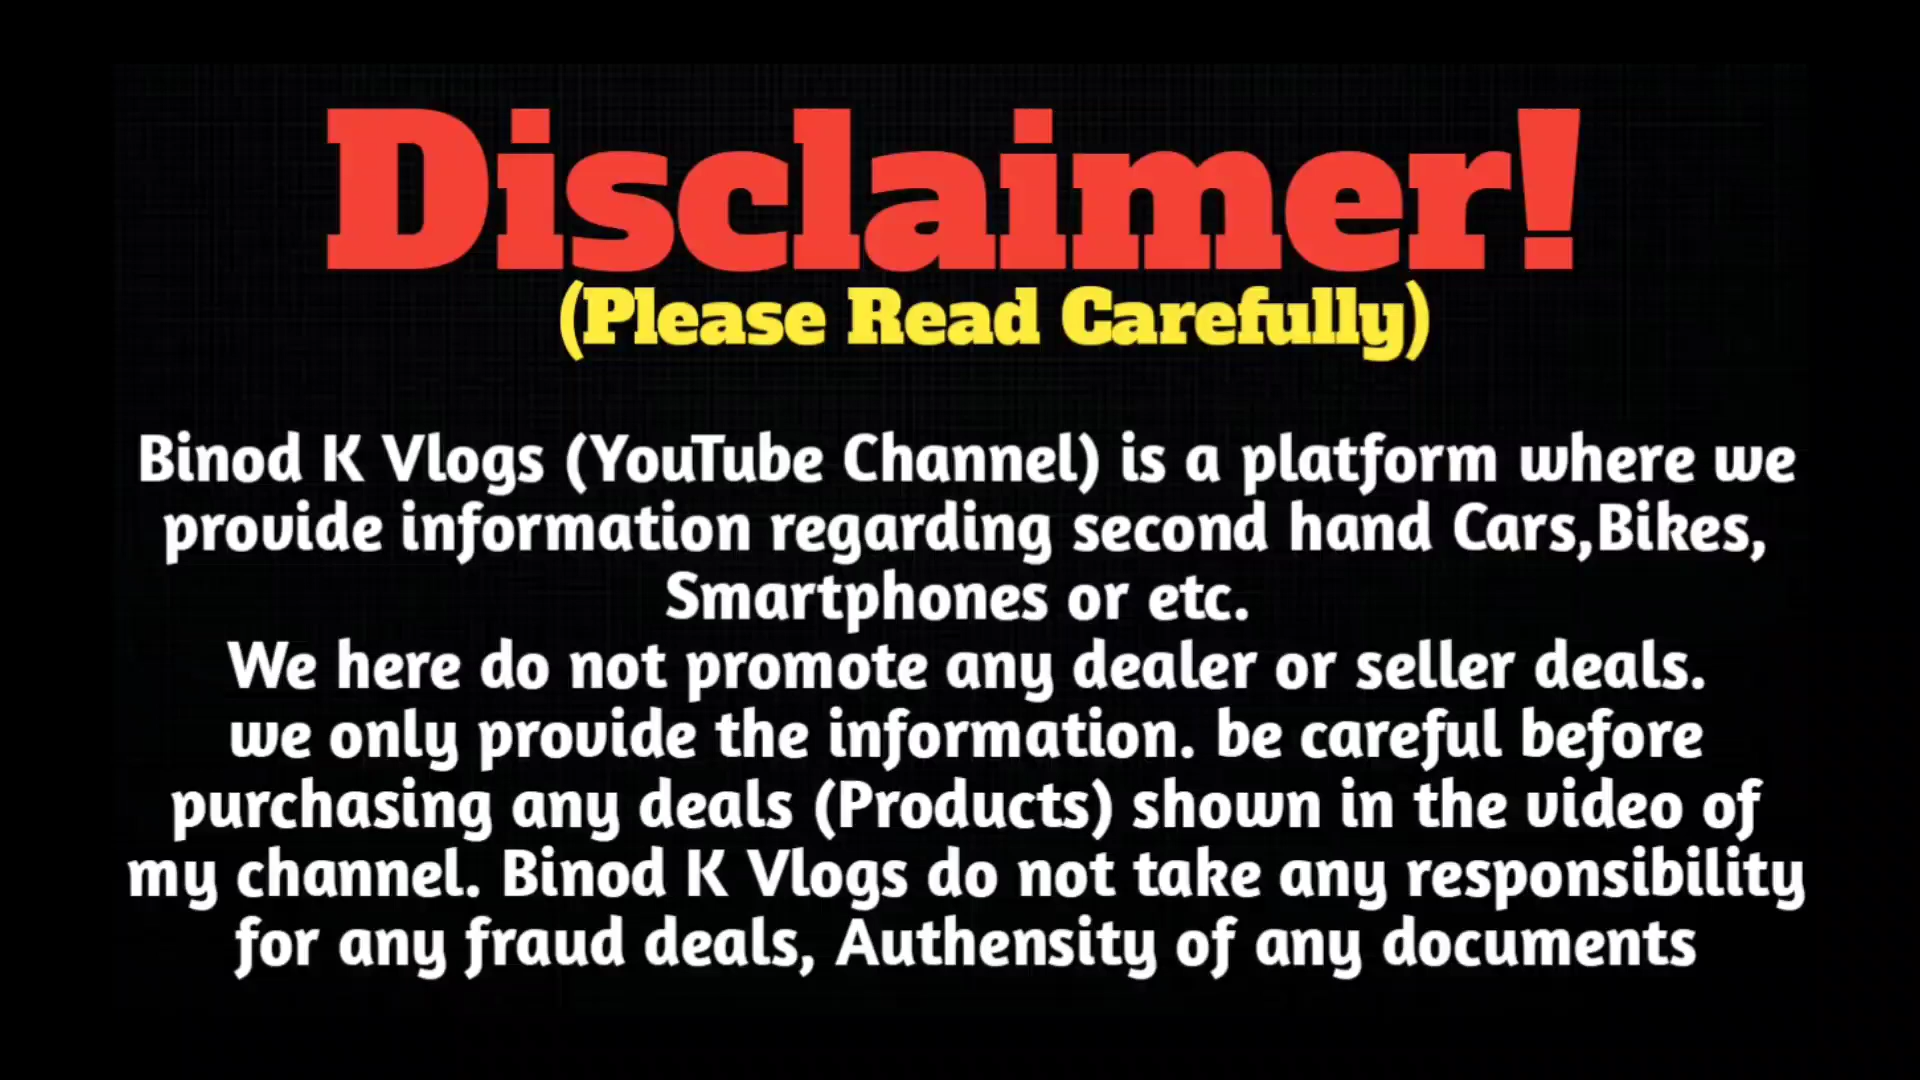 Disclaimer!
(Please Read Carefully)
Binod K Vlogs (YouTube Channel) is a platform where we
provide information regarding second hand Cars,Bikes,
Smartphones or etc.
We here do not promote any dealer or seller deals.
we only provide the information. be careful before
purchasing any deals (Products) shown in the video of
my channel. Binod K Vlogs do not take any responsibility
for any fraud deals, Authensity of any documents